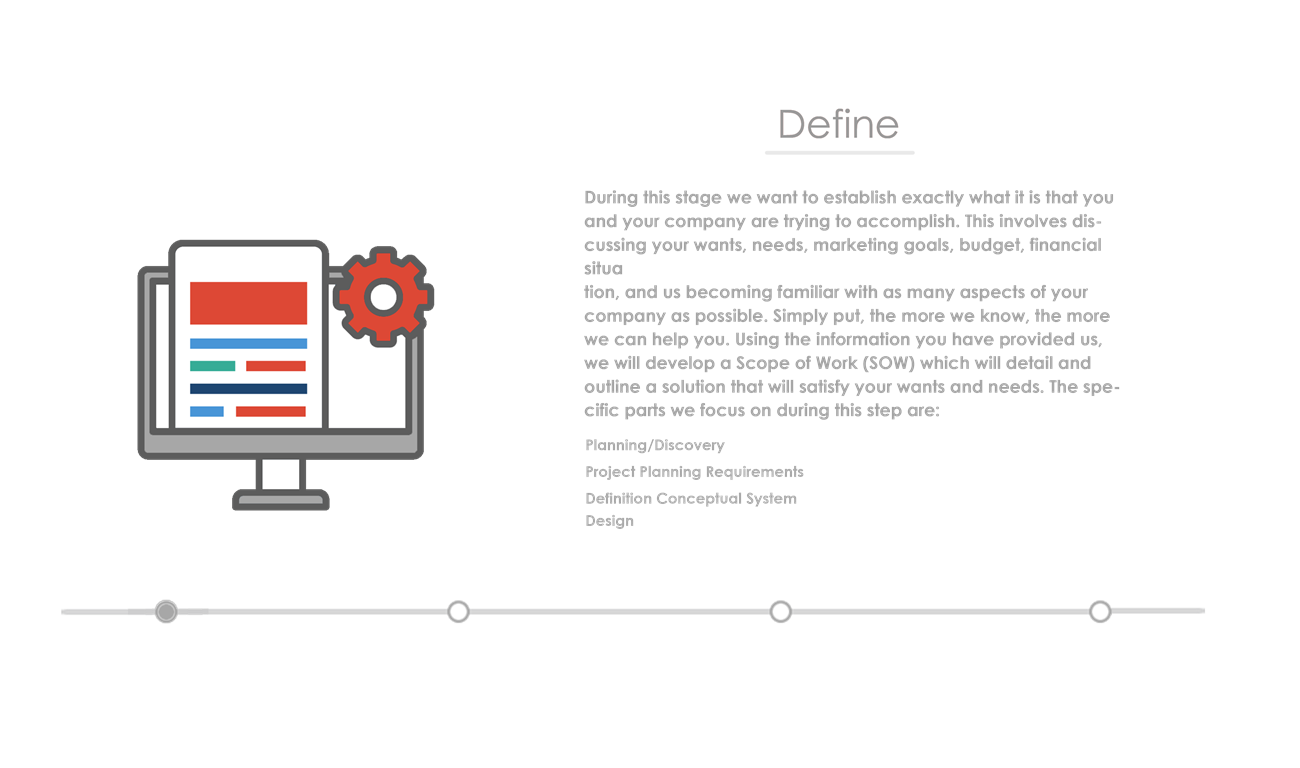 Define
During this stage we want to establish exactly what it is that you
and your company are trying to accomplish. This involves dis-
cussing your wants, needs, marketing goals, budget, financial
situa
tion, and us becoming familiar with as many aspects of your
company as possible. Simply put, the more we know, the more
we can help you. Using the information you have provided us,
we will develop a Scope of Work (SOW) which will detail and
outline a solution that will satisfy your wants and needs. The spe-
cific parts we focus on during this step are:
Planning/Discovery
Project Planning Requirements
Definition Conceptual System
Design